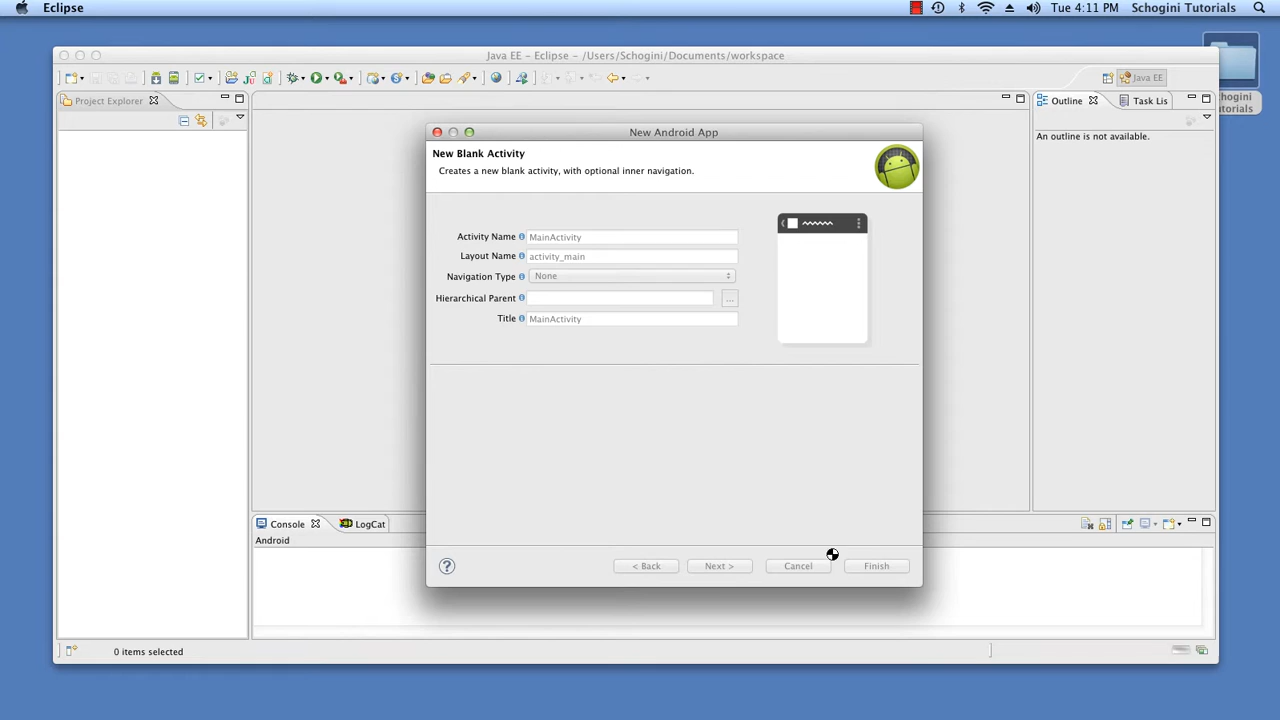 Eclipse
Tue 4:11 PM Schogini Tutorials
Java EE – Eclipse – /Users/Schogini/Documents/workspace
Java EE
Project Explorer
Outline
Task Lis
An outline is not available.
hogini
utorials
New Android App
New Blank Activity
Creates a new blank activity, with optional inner navigation.
Activity Name MainActivity
Layout Name activity_main
Navigation Type None
Hierarchical Parent ...
Title MainActivity
Console
LogCat
Android
? < Back Next > Cancel Finish
0 items selected